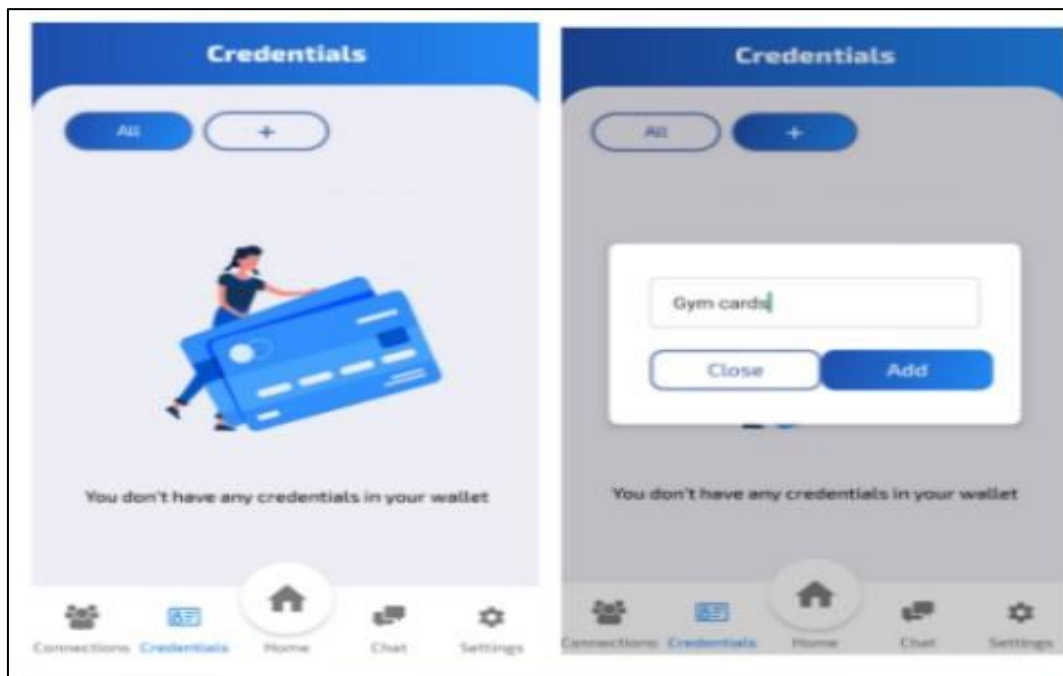 Credentials
All +
You don't have any credentials in your wallet
Connections Credentials Home Chat Settings
Credentials
All +
Gym cards
Close Add
You don't have any credentials in your wallet
Connections Credentials Home Chat Settings